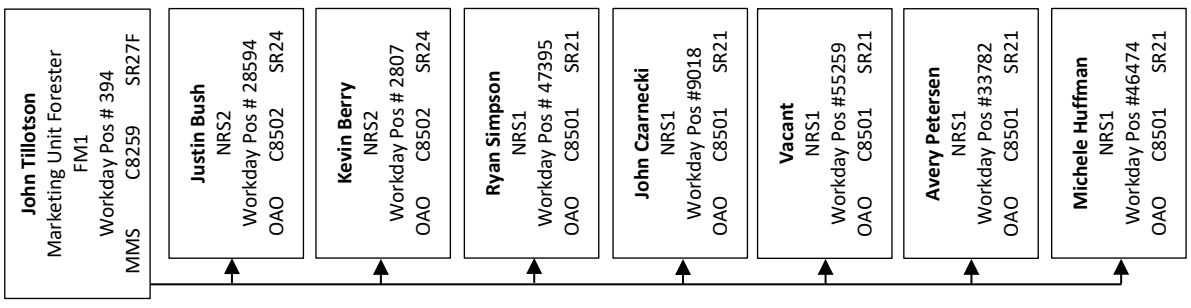 John Tillotson
Marketing Unit Forester
FM1
Workday Pos # 394
MMS C8259 SR27F
Justin Bush
NRS2
Workday Pos # 28594
OAO C8502 SR24
Kevin Berry
NRS2
Workday Pos # 2807
OAO C8502 SR24
Ryan Simpson
NRS1
Workday Pos # 47395
OAO C8501 SR21
John Czarnecki
NRS1
Workday Pos #9018
OAO C8501 SR21
Vacant
NRS1
Workday Pos #55259
OAO C8501 SR21
Avery Petersen
NRS1
Workday Pos #33782
OAO C8501 SR21
Michele Huffman
NRS1
Workday Pos #46474
OAO C8501 SR21